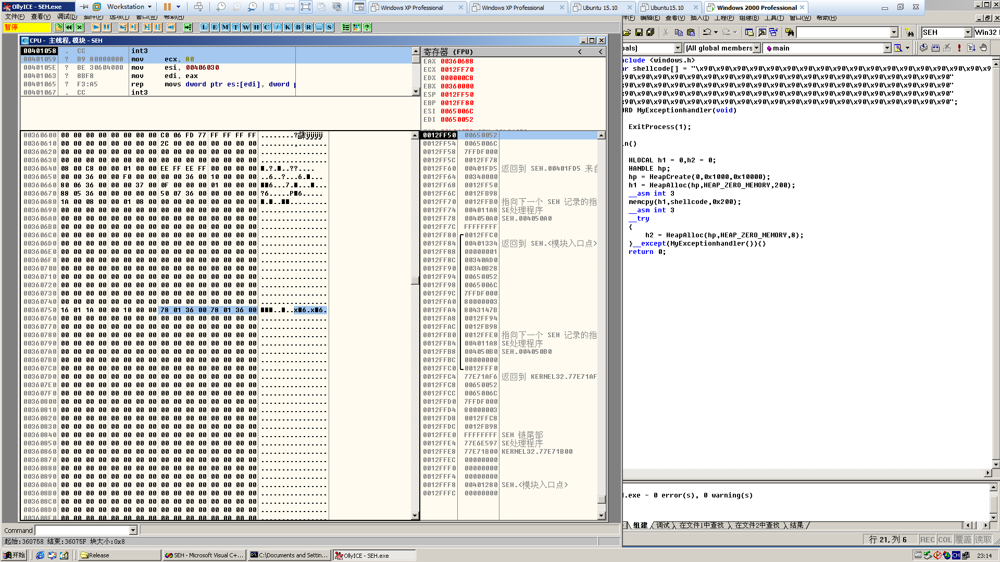 OllyICE - SEH.exe
Workstation
Windows XP Professional
Windows XP Professional
Ubuntu 15.10
Ubuntu15.10
Windows 2000 Professional
文件(F) 查看(V) 调试(D) 插件(P) 选项(T) 窗口(W) 帮助(H)
件(F) 编辑(E) 查看(V) 插入(I) 工程(P) 组建(B) 工具(T) 窗口(W) 帮助(H)
暂停
L E M T W H C / K B R ... S
SEH
Win32
CPU - 主线程, 模块 - SEH
00401058 . CC int3
00401059 ? B9 80000000 mov ecx, 80
0040105E ? BE 30604000 mov esi, 00406030
00401063 ? 8BF8 mov edi, eax
00401065 ? F3:A5 rep movs dword ptr es:[edi], dword p
00401067 . CC int3
寄存器 (FPU)
EAX 00360688
ECX 0012FF70
EDX 000000C8
EBX 00360000
ESP 0012FF50
EBP 0012FF80
ESI 0065006C
EDI 00650052
00360600 00 00 00 00 00 00 00 00 C0 06 FD 77 FF FF FF FF
00360610 00 00 00 00 00 00 00 00 2C 00 00 00 00 00 00 00
00360620 00 00 00 00 00 00 00 00 00 00 00 00 00 00 00 00
00360630 00 00 00 00 00 00 00 00 00 00 00 00 00 00 00 00
00360640 08 00 C8 00 00 01 00 00 EE FF EE FF 00 00 00 00
00360650 00 00 36 00 00 F0 00 00 00 00 36 00 10 00 00 00
00360660 80 06 36 00 00 00 37 00 0F 00 00 00 01 00 00 00
00360670 88 05 36 00 00 00 00 00 50 07 36 00 00 00 00 00
00360680 1A 00 08 00 00 01 08 00 00 00 00 00 00 00 00 00
00360690 00 00 00 00 00 00 00 00 00 00 00 00 00 00 00 00
003606A0 00 00 00 00 00 00 00 00 00 00 00 00 00 00 00 00
003606B0 00 00 00 00 00 00 00 00 00 00 00 00 00 00 00 00
003606C0 00 00 00 00 00 00 00 00 00 00 00 00 00 00 00 00
003606D0 00 00 00 00 00 00 00 00 00 00 00 00 00 00 00 00
003606E0 00 00 00 00 00 00 00 00 00 00 00 00 00 00 00 00
003606F0 00 00 00 00 00 00 00 00 00 00 00 00 00 00 00 00
00360700 00 00 00 00 00 00 00 00 00 00 00 00 00 00 00 00
00360710 00 00 00 00 00 00 00 00 00 00 00 00 00 00 00 00
00360720 00 00 00 00 00 00 00 00 00 00 00 00 00 00 00 00
00360730 00 00 00 00 00 00 00 00 00 00 00 00 00 00 00 00
00360740 00 00 00 00 00 00 00 00 00 00 00 00 00 00 00 00
00360750 16 01 1A 00 00 10 00 00 78 01 36 00 78 01 36 00
00360760 00 00 00 00 00 00 00 00 00 00 00 00 00 00 00 00
00360770 00 00 00 00 00 00 00 00 00 00 00 00 00 00 00 00
00360780 00 00 00 00 00 00 00 00 00 00 00 00 00 00 00 00
00360790 00 00 00 00 00 00 00 00 00 00 00 00 00 00 00 00
003607A0 00 00 00 00 00 00 00 00 00 00 00 00 00 00 00 00
003607B0 00 00 00 00 00 00 00 00 00 00 00 00 00 00 00 00
003607C0 00 00 00 00 00 00 00 00 00 00 00 00 00 00 00 00
003607D0 00 00 00 00 00 00 00 00 00 00 00 00 00 00 00 00
003607E0 00 00 00 00 00 00 00 00 00 00 00 00 00 00 00 00
003607F0 00 00 00 00 00 00 00 00 00 00 00 00 00 00 00 00
00360800 00 00 00 00 00 00 00 00 00 00 00 00 00 00 00 00
00360810 00 00 00 00 00 00 00 00 00 00 00 00 00 00 00 00
00360820 00 00 00 00 00 00 00 00 00 00 00 00 00 00 00 00
00360830 00 00 00 00 00 00 00 00 00 00 00 00 00 00 00 00
00360840 00 00 00 00 00 00 00 00 00 00 00 00 00 00 00 00
00360850 00 00 00 00 00 00 00 00 00 00 00 00 00 00 00 00
00360860 00 00 00 00 00 00 00 00 00 00 00 00 00 00 00 00
00360870 00 00 00 00 00 00 00 00 00 00 00 00 00 00 00 00
00360880 00 00 00 00 00 00 00 00 00 00 00 00 00 00 00 00
00360890 00 00 00 00 00 00 00 00 00 00 00 00 00 00 00 00
003608A0 00 00 00 00 00 00 00 00 00 00 00 00 00 00 00 00
003608B0 00 00 00 00 00 00 00 00 00 00 00 00 00 00 00 00
003608C0 00 00 00 00 00 00 00 00 00 00 00 00 00 00 00 00
003608D0 00 00 00 00 00 00 00 00 00 00 00 00 00 00 00 00
003608E0 00 00 00 00 00 00 00 00 00 00 00 00 00 00 00 00
0012FF50 00650052
0012FF54 0065006C
0012FF58 7FFDF000
0012FF5C 0012FF78
0012FF60 00401FD5 返回到 SEH.00401FD5 来自
0012FF64 00340000
0012FF68 0012FF50
0012FF6C 0012FB98
0012FF70 0012FFB0 指向下一个 SEH 记录的指
0012FF74 004011A8 SE处理程序
0012FF78 004050A0 SEH.004050A0
0012FF7C FFFFFFFF
0012FF80 0012FFC0
0012FF84 00401334 返回到 SEH.<模块入口点>
0012FF88 00000001
0012FF8C 00340AD0
0012FF90 00340B28
0012FF94 00650052
0012FF98 0065006C
0012FF9C 7FFDF000
0012FFA0 80000003
0012FFA4 8043147B
0012FFA8 0012FF94
0012FFAC 0012FB98
0012FFB0 0012FFE0 指向下一个 SEH 记录的指
0012FFB4 004011A8 SE处理程序
0012FFB8 004050B0 SEH.004050B0
0012FFBC 00000000
0012FFC0 0012FFF0
0012FFC4 77E71AF6 返回到 KERNEL32.77E71AF
0012FFC8 00650052
0012FFCC 0065006C
0012FFD0 7FFDF000
0012FFD4 80000003
0012FFD8 0012FFC8
0012FFDC 0012FB98
0012FFE0 FFFFFFFF SEH 链尾部
0012FFE4 77E6E597 SE处理程序
0012FFE8 77E71B00 KERNEL32.77E71B00
0012FFEC 00000000
0012FFF0 00000000
0012FFF4 00000000
0012FFF8 00401280 SEH.<模块入口点>
0012FFFC 00000000
Command
起始:360758 结束:36075F 块大小:0x8
bals)
(All global members
main
nclude <windows.h>
ar shellcode[] = "\x90\x90\x90\x90\x90\x90\x90\x90\x90\x90\x90\x90\x90\x90\x90\x90\x9
x90\x90\x90\x90\x90\x90\x90\x90\x90\x90\x90\x90\x90\x90\x90\x90"
x90\x90\x90\x90\x90\x90\x90\x90\x90\x90\x90\x90\x90\x90\x90\x90"
x90\x90\x90\x90\x90\x90\x90\x90\x90\x90\x90\x90\x90\x90\x90\x90"
x90\x90\x90\x90\x90\x90\x90\x90\x90\x90\x90\x90\x90\x90\x90\x90";
ORD MyExceptionhandler(void)
ExitProcess(1);
in()
HLOCAL h1 = 0,h2 = 0;
HANDLE hp;
hp = HeapCreate(0,0x1000,0x10000);
h1 = HeapAlloc(hp,HEAP_ZERO_MEMORY,200);
__asm int 3
memcpy(h1,shellcode,0x200);
__asm int 3
__try
{
h2 = HeapAlloc(hp,HEAP_ZERO_MEMORY,8);
}__except(MyExceptionhandler()){}
return 0;
.exe - 0 error(s), 0 warning(s)
组建 调试 在文件1中查找 在文件2中查找 结果
行 21, 列 6 REC COL 覆盖 读取
开始 Release SEH - Microsoft Visual C+... C:\Documents and Settin... OllyICE - SEH.exe CH 23:14